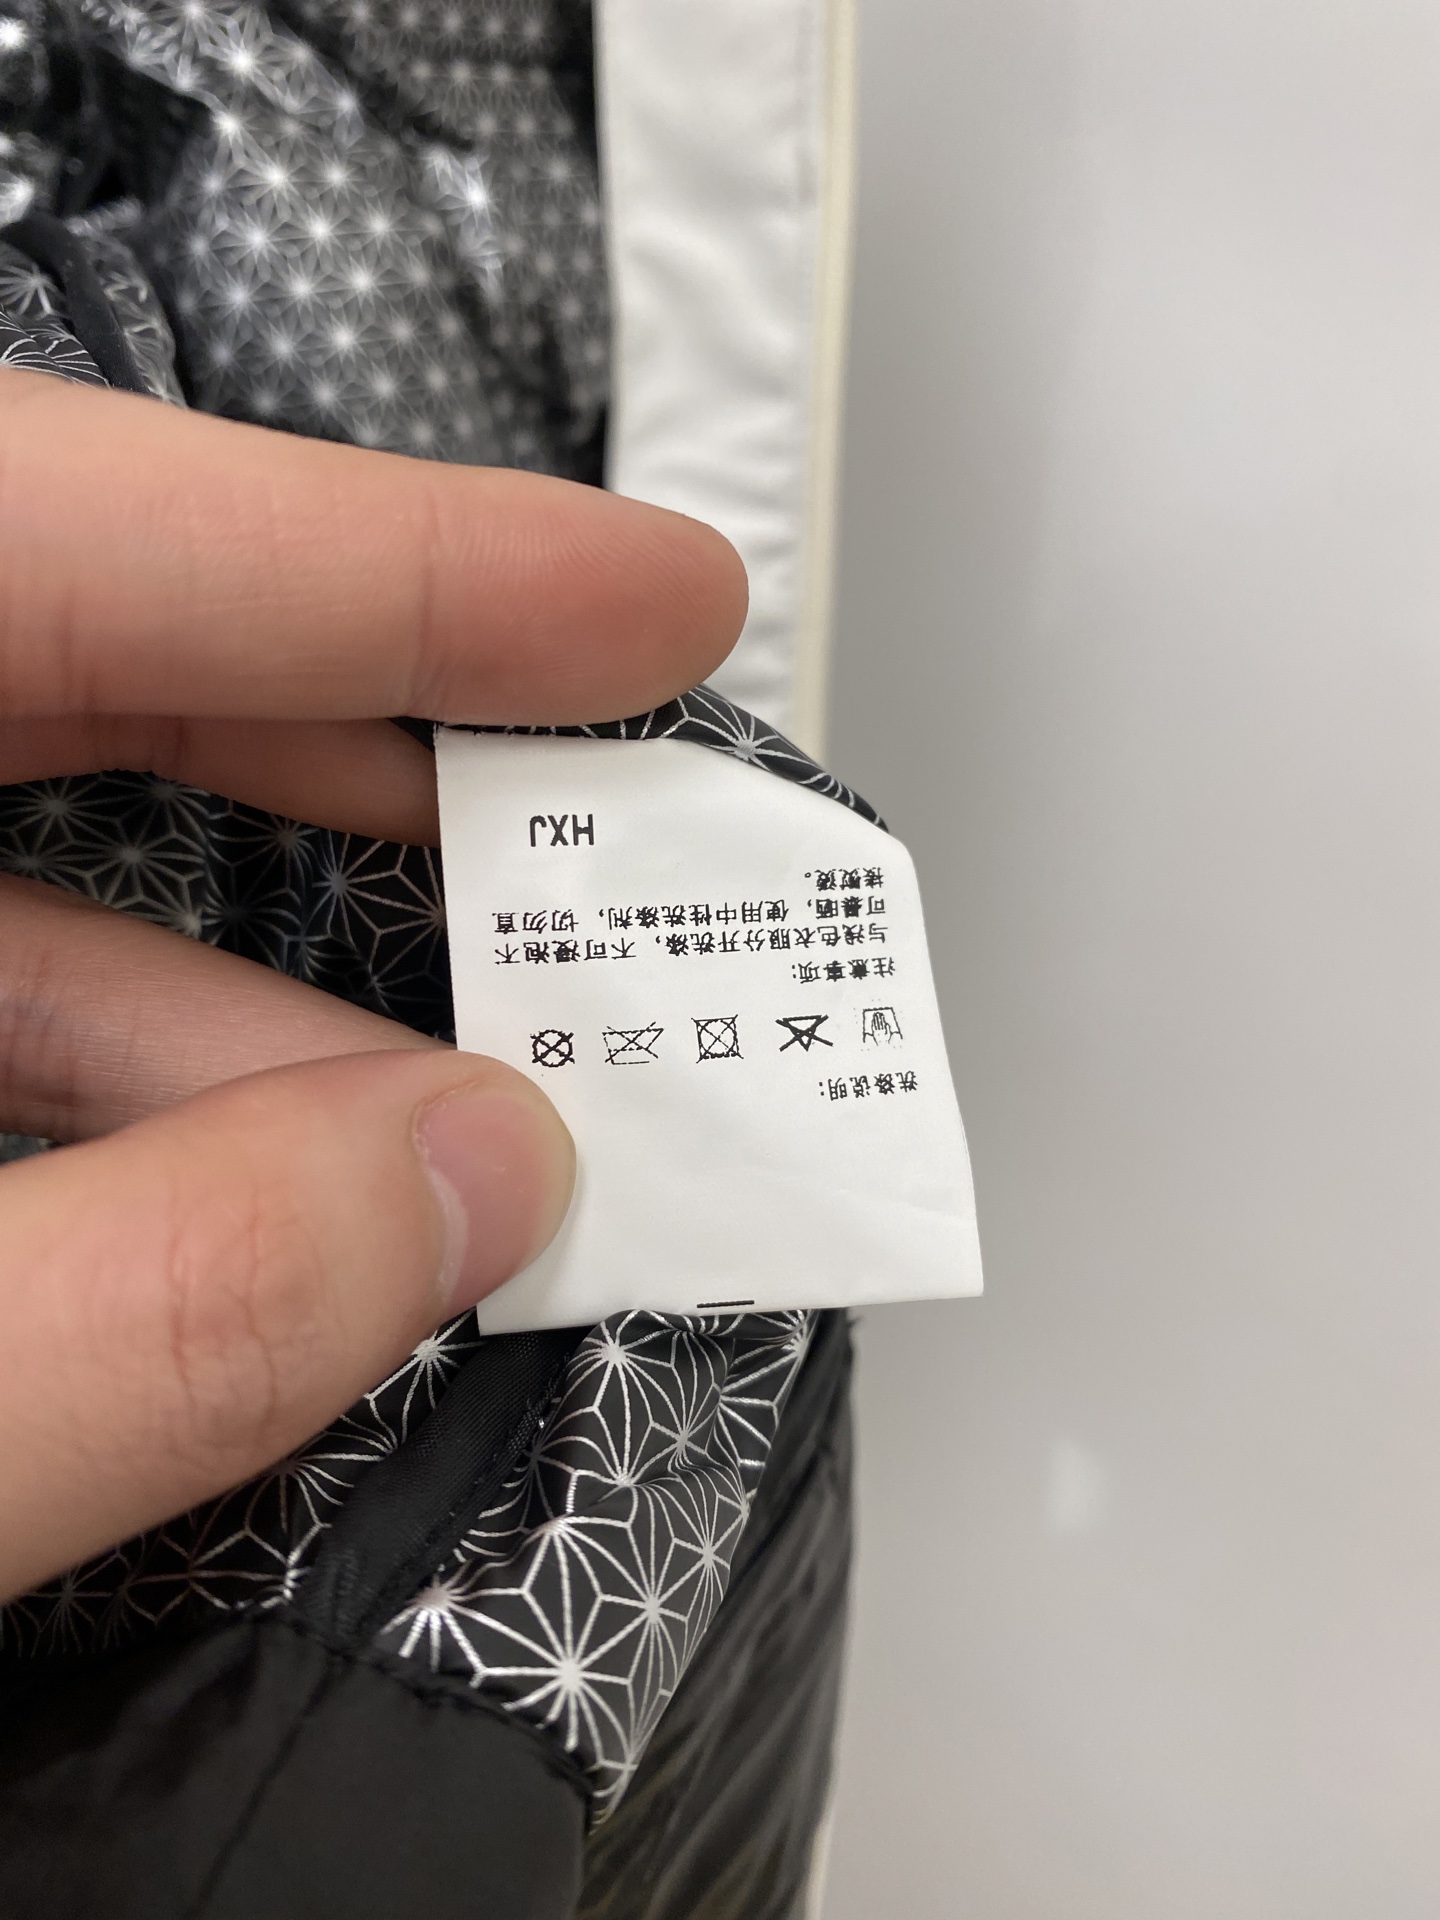 洗涤说明:
注意事项:
与浅色衣服分开洗涤, 不可浸泡不
可暴晒, 使用中性洗涤剂, 切勿直
接熨烫。
HXJ